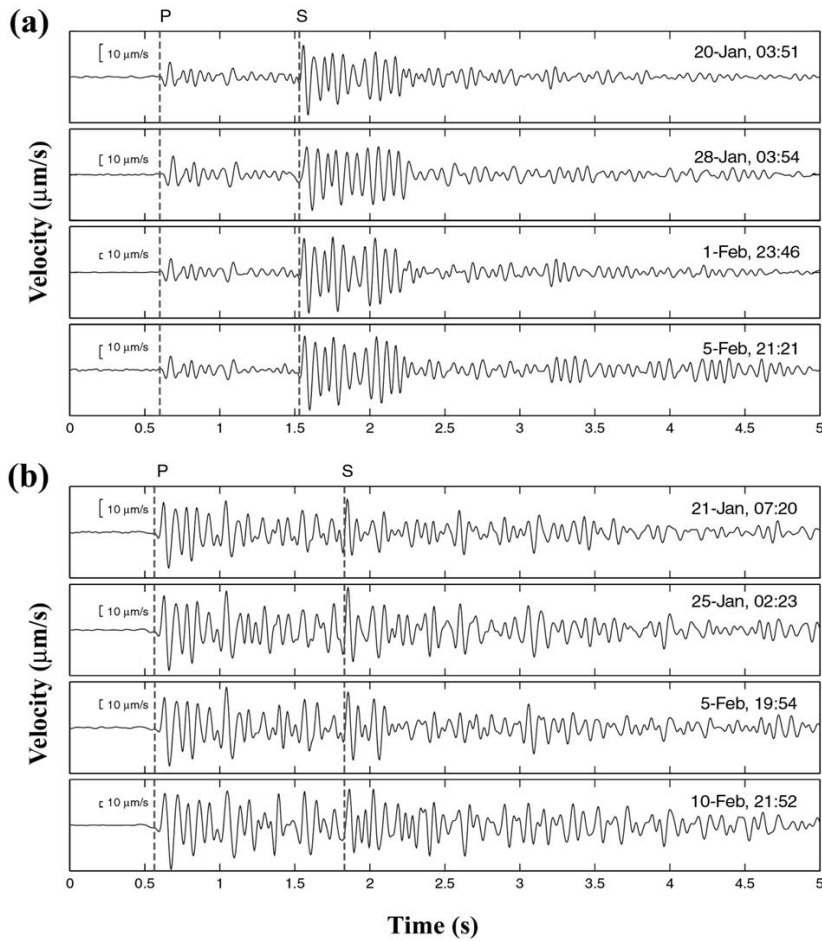 (a)
P S
10 μm/s 20-Jan, 03:51
10 μm/s 28-Jan, 03:54
10 μm/s 1-Feb, 23:46
10 μm/s 5-Feb, 21:21
Velocity (μm/s)
0 0.5 1 1.5 2 2.5 3 3.5 4 4.5 5
(b)
P S
10 μm/s 21-Jan, 07:20
10 μm/s 25-Jan, 02:23
10 μm/s 5-Feb, 19:54
10 μm/s 10-Feb, 21:52
Velocity (μm/s)
0 0.5 1 1.5 2 2.5 3 3.5 4 4.5 5
Time (s)